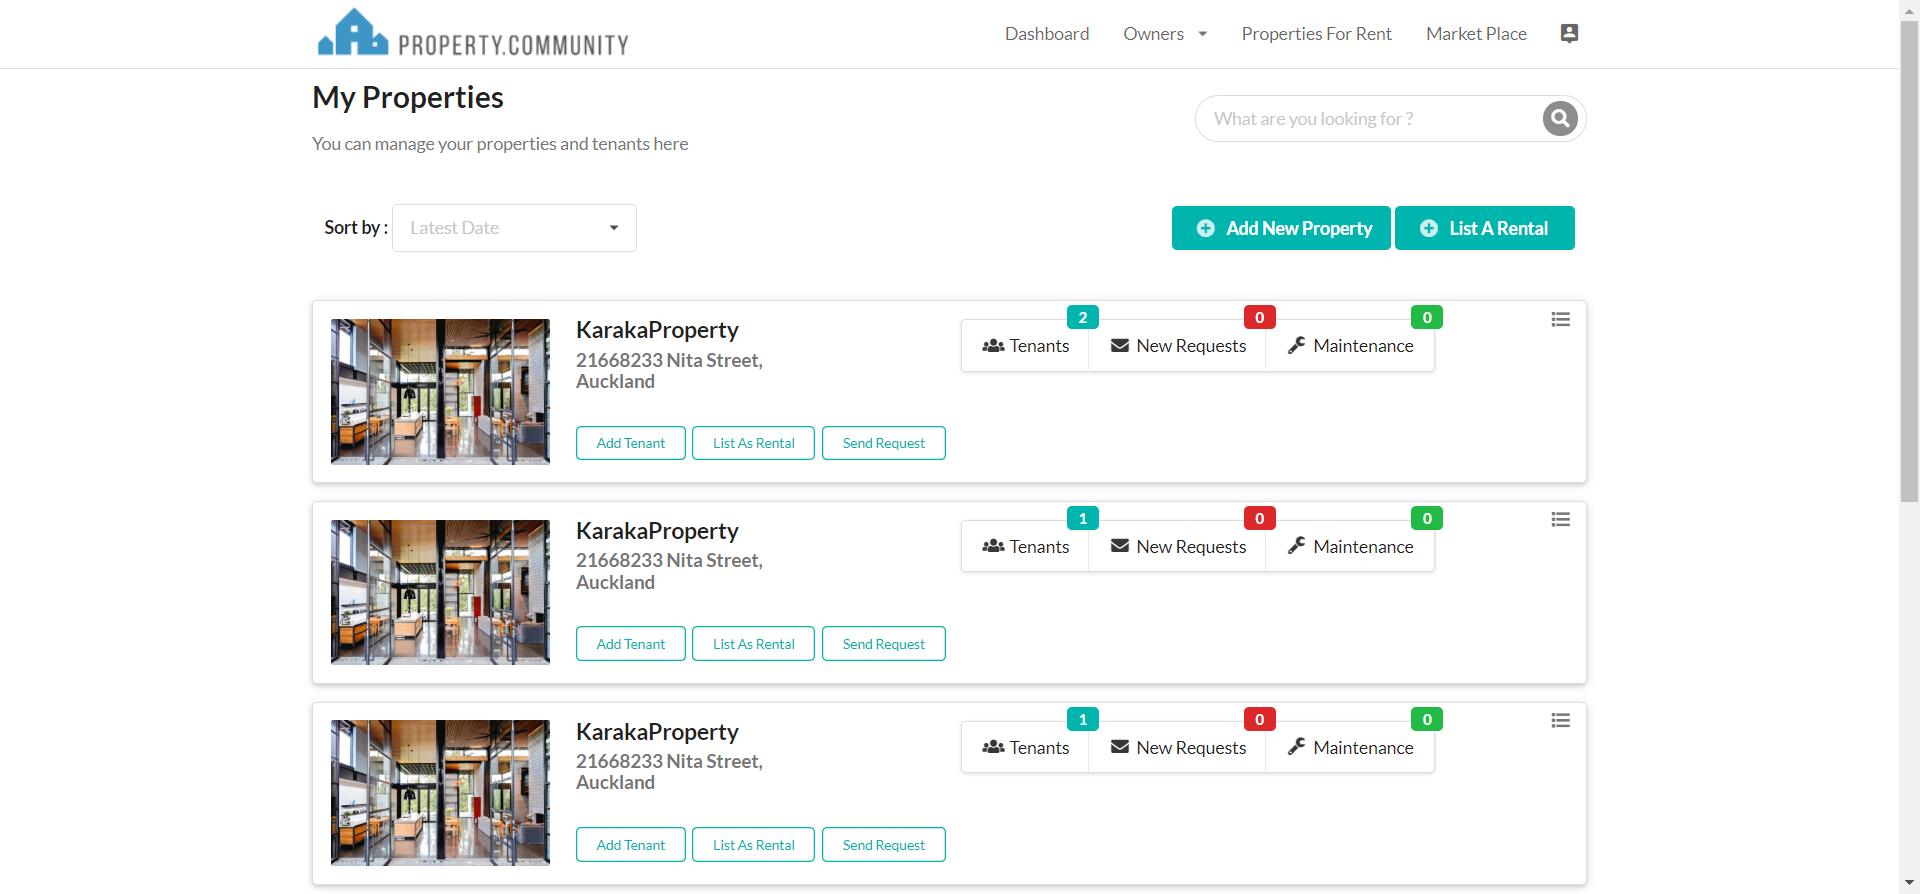 PROPERTY.COMMUNITY
Dashboard
Owners
Properties For Rent
Market Place
My Properties
What are you looking for ?
You can manage your properties and tenants here
Sort by :
Latest Date
Add New Property
List A Rental
KarakaProperty
21668233 Nita Street,
Auckland
2
Tenants
0
New Requests
0
Maintenance
Add Tenant
List As Rental
Send Request
KarakaProperty
21668233 Nita Street,
Auckland
1
Tenants
0
New Requests
0
Maintenance
Add Tenant
List As Rental
Send Request
KarakaProperty
21668233 Nita Street,
Auckland
1
Tenants
0
New Requests
0
Maintenance
Add Tenant
List As Rental
Send Request